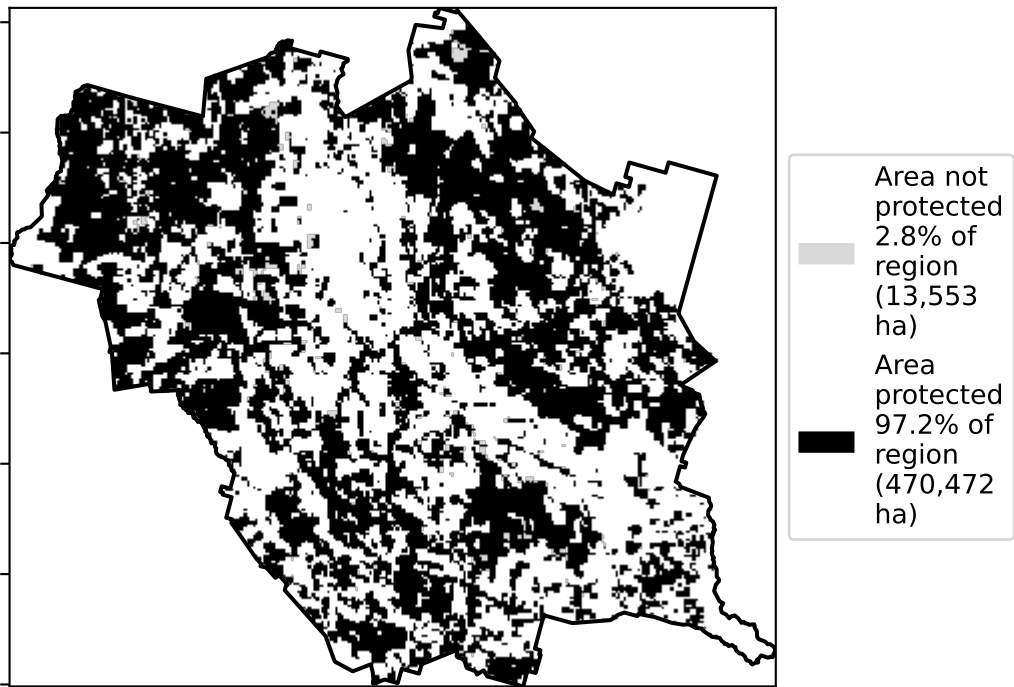 Area not
protected
2.8% of
region
(13,553
ha)
Area
protected
97.2% of
region
(470,472
ha)